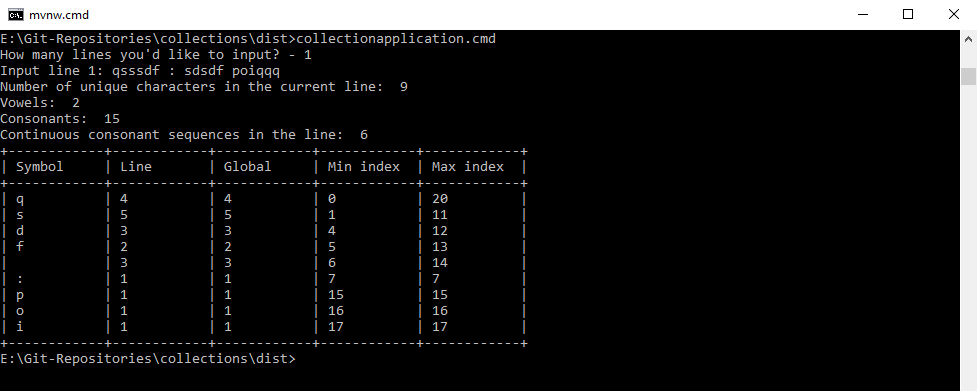 mvnw.cmd
E:\Git-Repositories\collections\dist>collectionapplication.cmd
How many lines you'd like to input? - 1
Input line 1: qsssdf : sdsdf poiqqq
Number of unique characters in the current line:  9
Vowels:  2
Consonants:  15
Continuous consonant sequences in the line:  6
+------------+------------+------------+------------+------------+
| Symbol     | Line       | Global     | Min index  | Max index  |
+------------+------------+------------+------------+------------+
| q          | 4          | 4          | 0          | 20         |
| s          | 5          | 5          | 1          | 11         |
| d          | 3          | 3          | 4          | 12         |
| f          | 2          | 2          | 5          | 13         |
|            | 3          | 3          | 6          | 14         |
| :          | 1          | 1          | 7          | 7          |
| p          | 1          | 1          | 15         | 15         |
| o          | 1          | 1          | 16         | 16         |
| i          | 1          | 1          | 17         | 17         |
+------------+------------+------------+------------+------------+
E:\Git-Repositories\collections\dist>